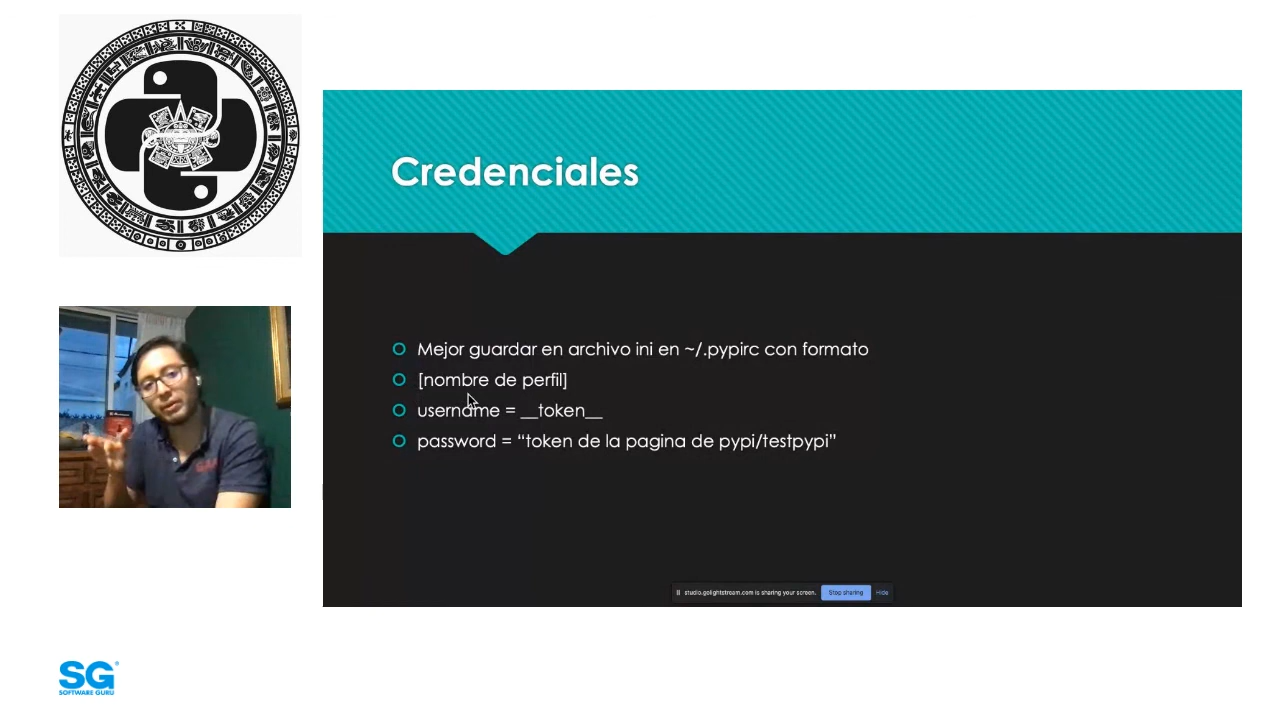 Credenciales
Mejor guardar en archivo ini en ~/.pypirc con formato
[nombre de perfil]
username = __token__
password = “token de la pagina de pypi/testpypi”
studio.golightstream.com is sharing your screen.
Stop sharing
Hide
SG®
SOFTWARE GURU